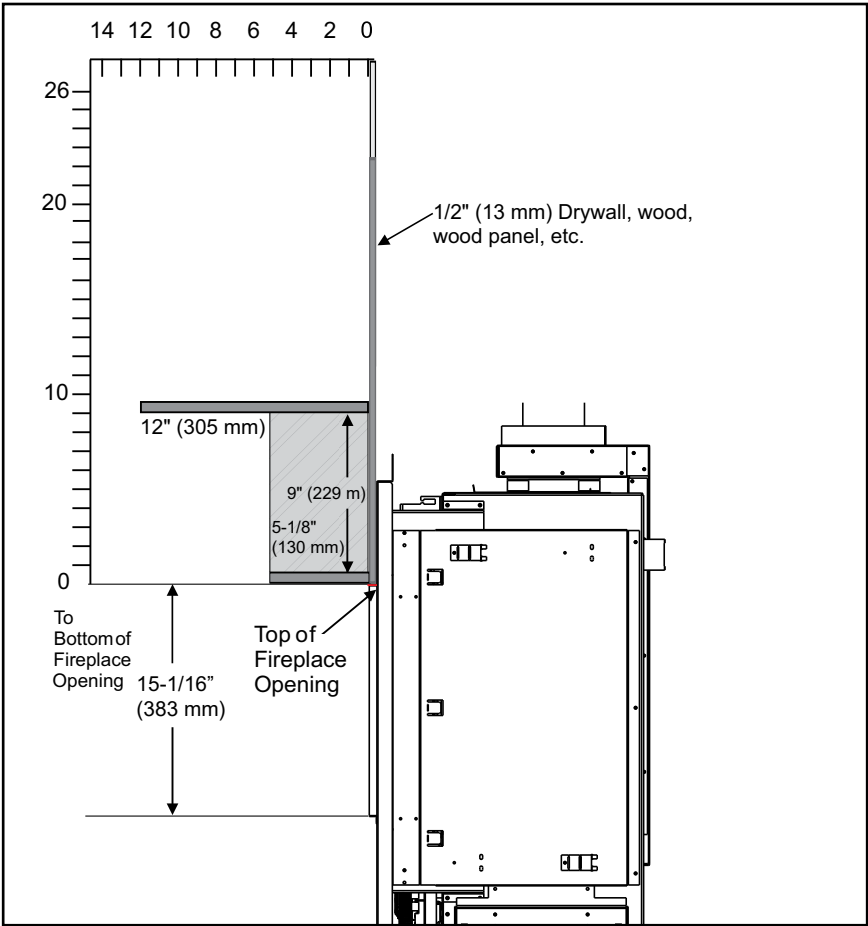 14 12 10 8 6 4 2 0
26
20
1/2" (13 mm) Drywall, wood,
wood panel, etc.
10
12" (305 mm)
9" (229 m)
5-1/8"
(130 mm)
0
To
Bottom of
Fireplace
Opening
15-1/16”
(383 mm)
Top of
Fireplace
Opening